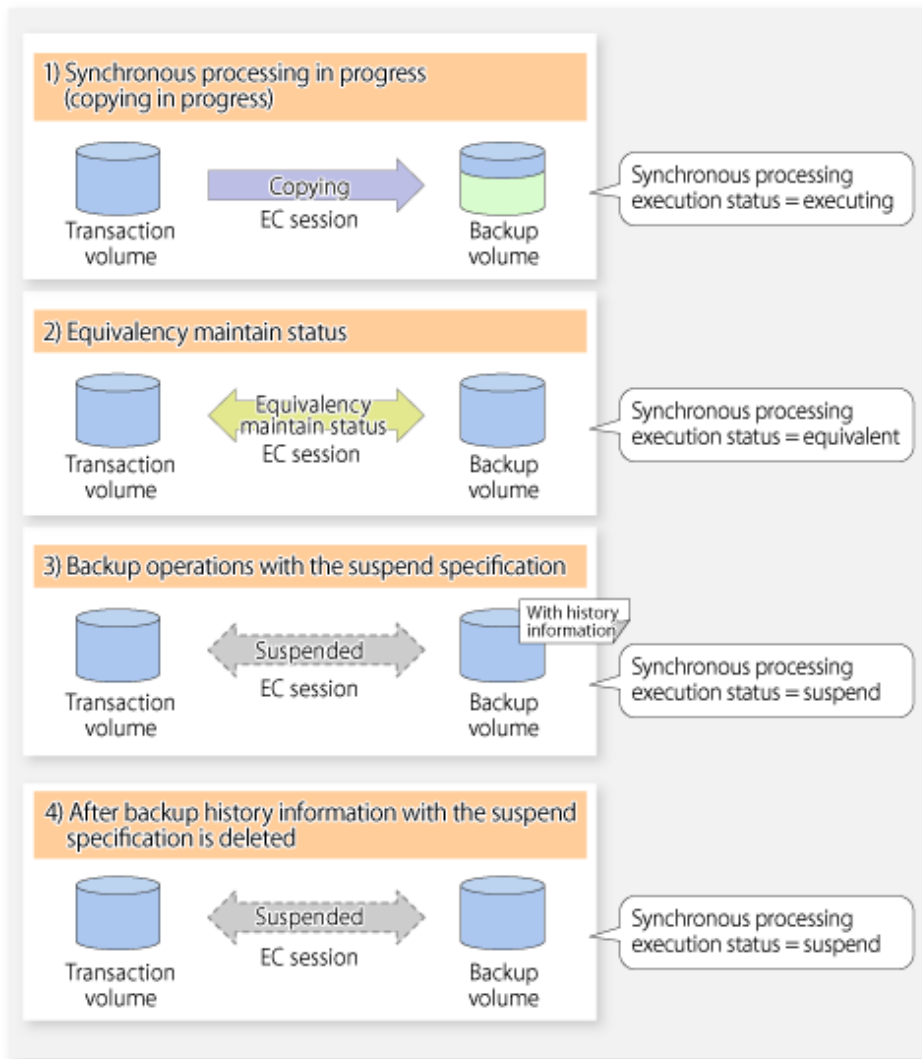 1) Synchronous processing in progress
(copying in progress)
Copying
EC session
Transaction
volume
Backup
volume
Synchronous processing
execution status = executing
2) Equivalency maintain status
Equivalency
maintain status
EC session
Transaction
volume
Backup
volume
Synchronous processing
execution status = equivalent
3) Backup operations with the suspend specification
With history
information
Suspended
EC session
Transaction
volume
Backup
volume
Synchronous processing
execution status = suspend
4) After backup history information with the suspend
specification is deleted
Suspended
EC session
Transaction
volume
Backup
volume
Synchronous processing
execution status = suspend